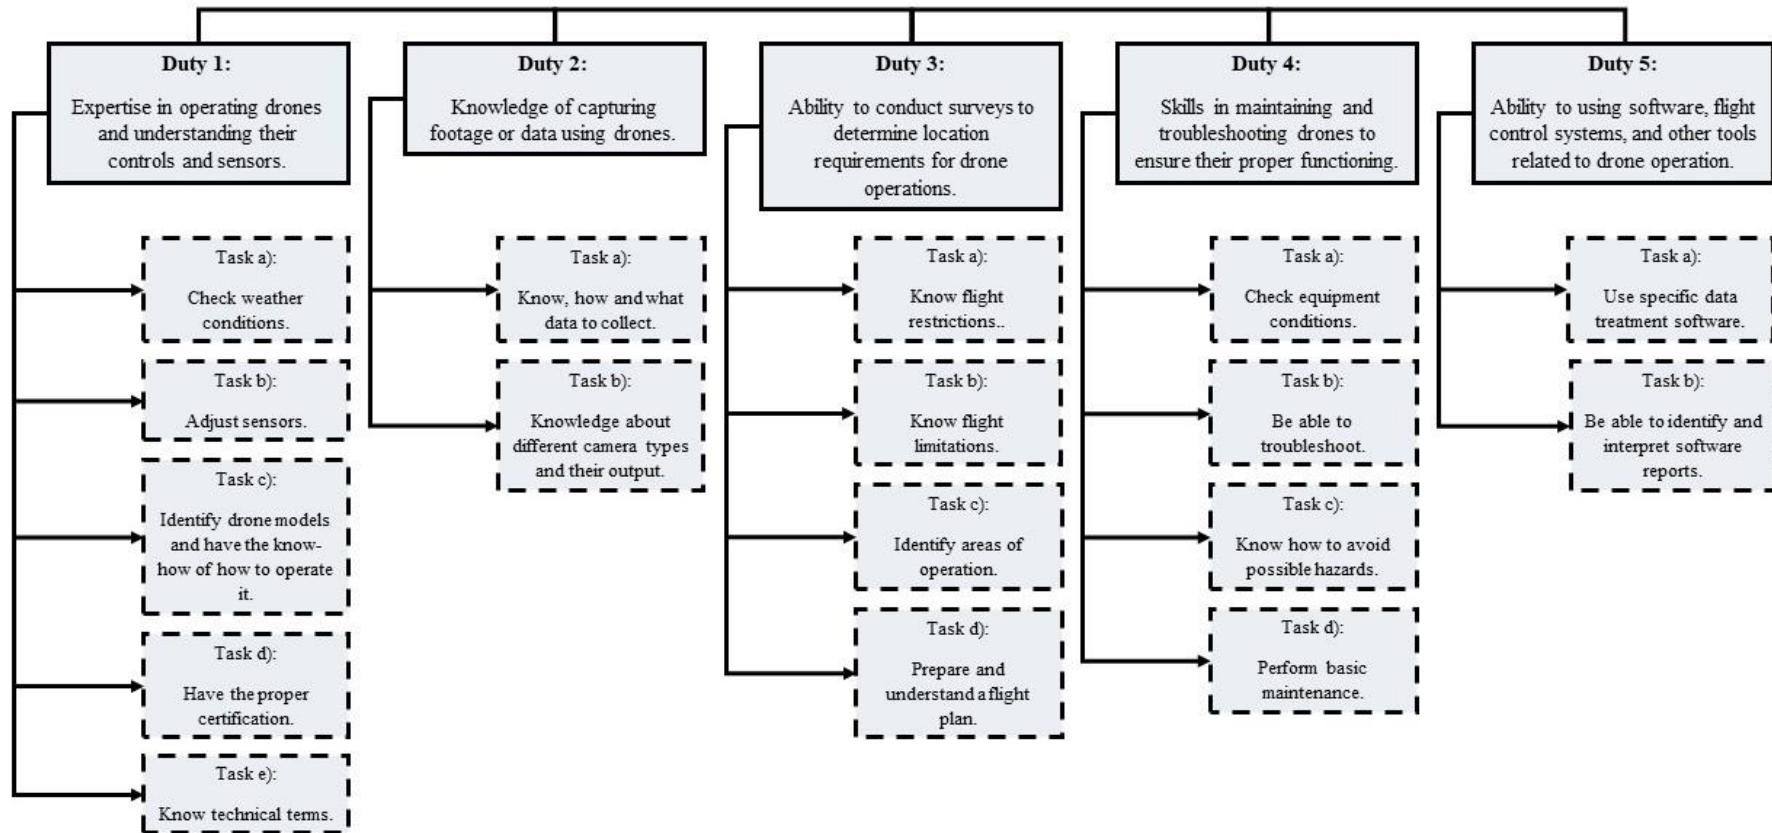 Duty 1:
Expertise in operating drones
and understanding their
controls and sensors.
Task a):
Check weather
conditions.
Task b):
Adjust sensors.
Task c):
Identify drone models
and have the know-
how of how to operate
it.
Task d):
Have the proper
certification.
Task e):
Know technical terms.
Duty 2:
Knowledge of capturing
footage or data using drones.
Task a):
Know, how and what
data to collect.
Task b):
Knowledge about
different camera types
and their output.
Duty 3:
Ability to conduct surveys to
determine location
requirements for drone
operations.
Task a):
Know flight
restrictions..
Task b):
Know flight
limitations.
Task c):
Identify areas of
operation.
Task d):
Prepare and
understand a flight
plan.
Duty 4:
Skills in maintaining and
troubleshooting drones to
ensure their proper functioning.
Task a):
Check equipment
conditions.
Task b):
Be able to
troubleshoot.
Task c):
Know how to avoid
possible hazards.
Task d):
Perform basic
maintenance.
Duty 5:
Ability to using software, flight
control systems, and other tools
related to drone operation.
Task a):
Use specific data
treatment software.
Task b):
Be able to identify and
interpret software
reports.